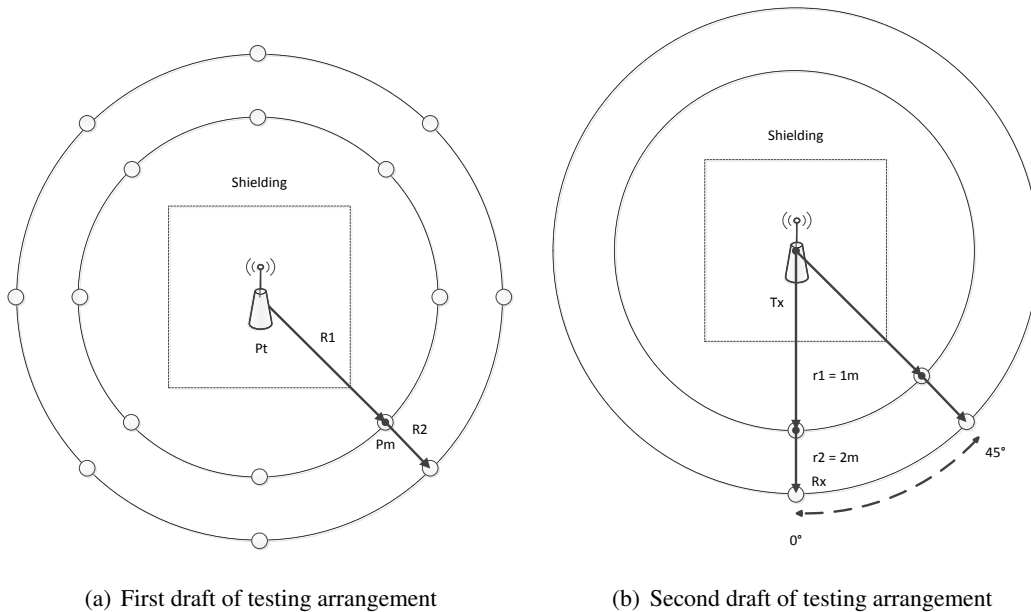 Shielding
Pt
R1
Pm
R2
(a) First draft of testing arrangement
Shielding
Tx
r1 = 1m
r2 = 2m
Rx
45°
0°
(b) Second draft of testing arrangement